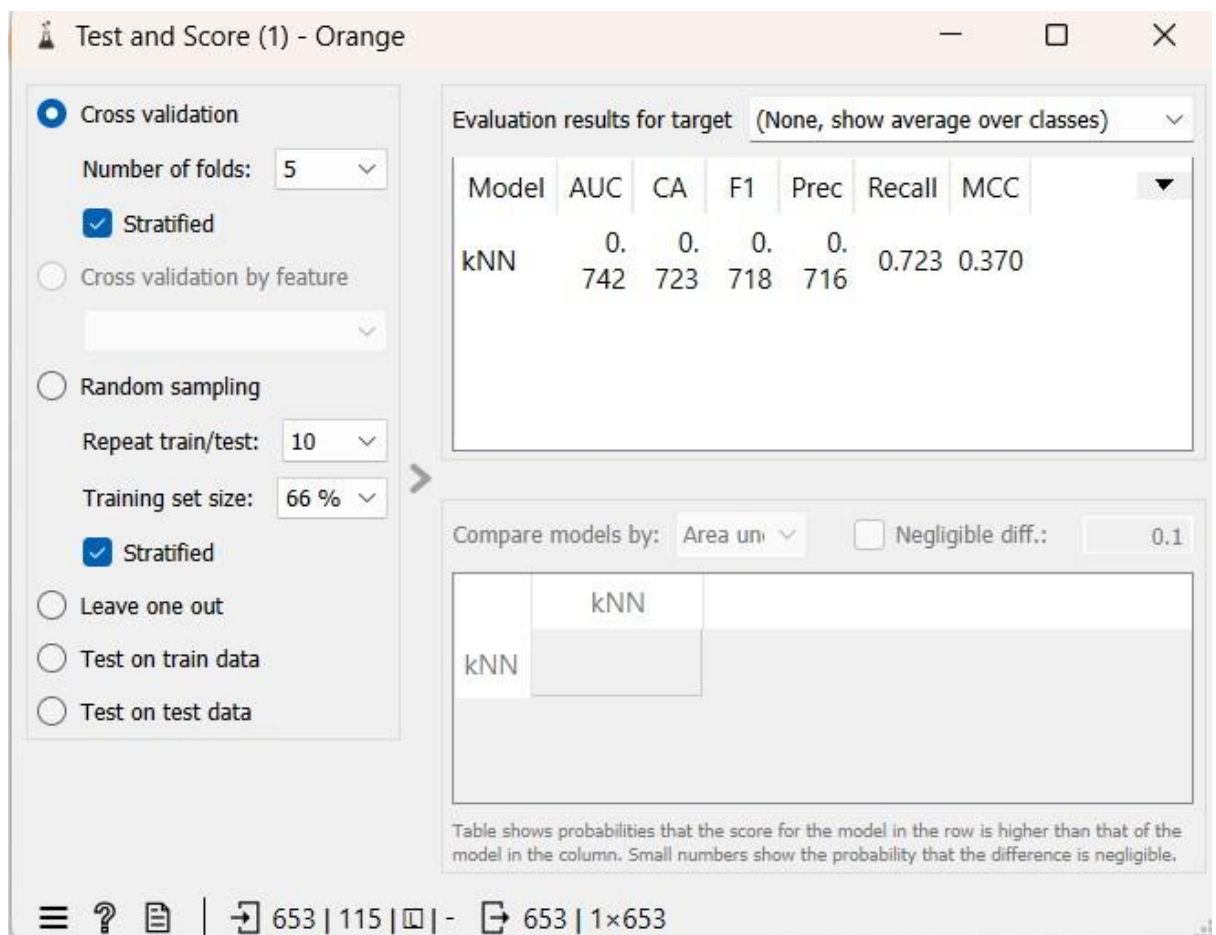 Test and Score (1) - Orange
Cross validation
Number of folds: 5
Stratified
Cross validation by feature
Random sampling
Repeat train/test: 10
Training set size: 66 %
Stratified
Leave one out
Test on train data
Test on test data
Evaluation results for target (None, show average over classes)
Model AUC CA F1 Prec Recall MCC
kNN 0.742 0.723 0.718 0.716 0.723 0.370
Compare models by: Area un Negligible diff.: 0.1
kNN
kNN
Table shows probabilities that the score for the model in the row is higher than that of the
model in the column. Small numbers show the probability that the difference is negligible.
? 653 | 115 | | - 653 | 1×653